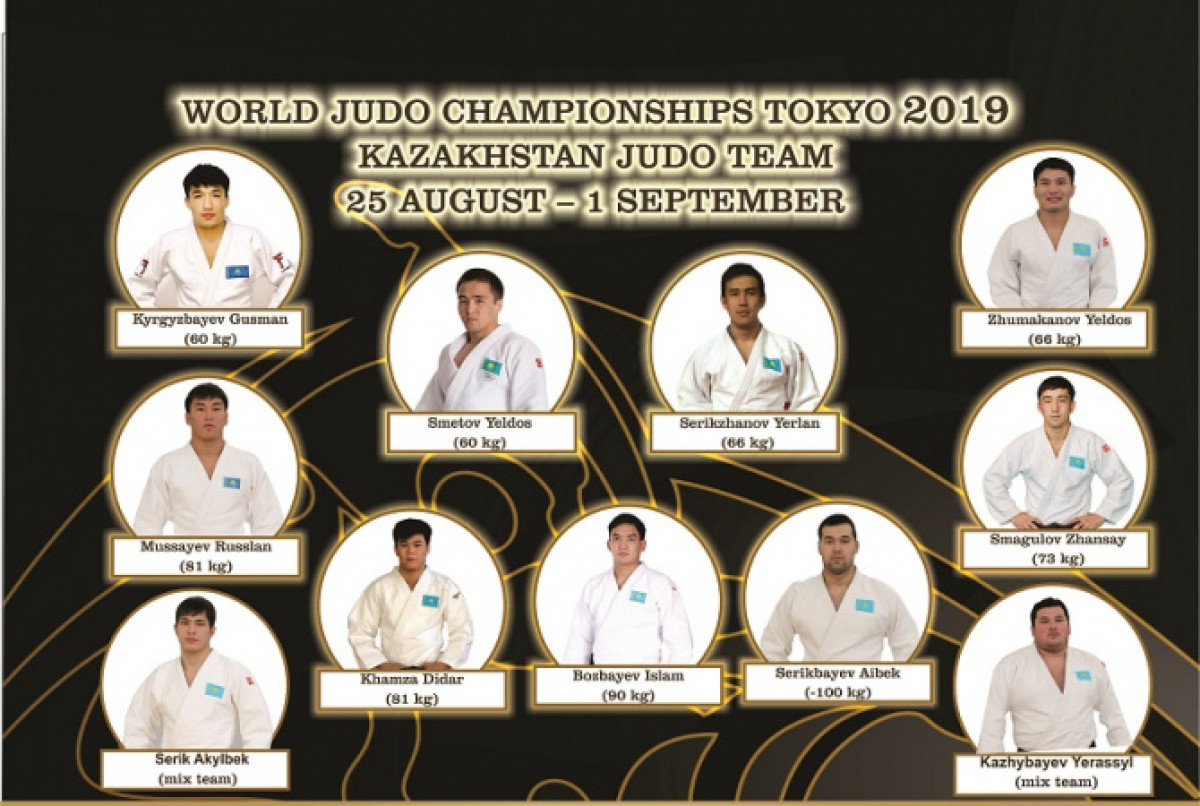 WORLD JUDO CHAMPIONSHIPS TOKYO 2019
KAZAKHSTAN JUDO TEAM
25 AUGUST – 1 SEPTEMBER
Kyrgyzbayev Gusman
(60 kg)
Smetov Yeldos
(60 kg)
Serikzhanov Yerlan
(66 kg)
Zhumakanov Yeldos
(66 kg)
Mussayev Russlan
(81 kg)
Khamza Didar
(81 kg)
Bozbayev Islam
(90 kg)
Serikbayev Aibek
(-100 kg)
Smagulov Zhansay
(73 kg)
Serik Akylbek
(mix team)
Kazhybayev Yerassyl
(mix team)